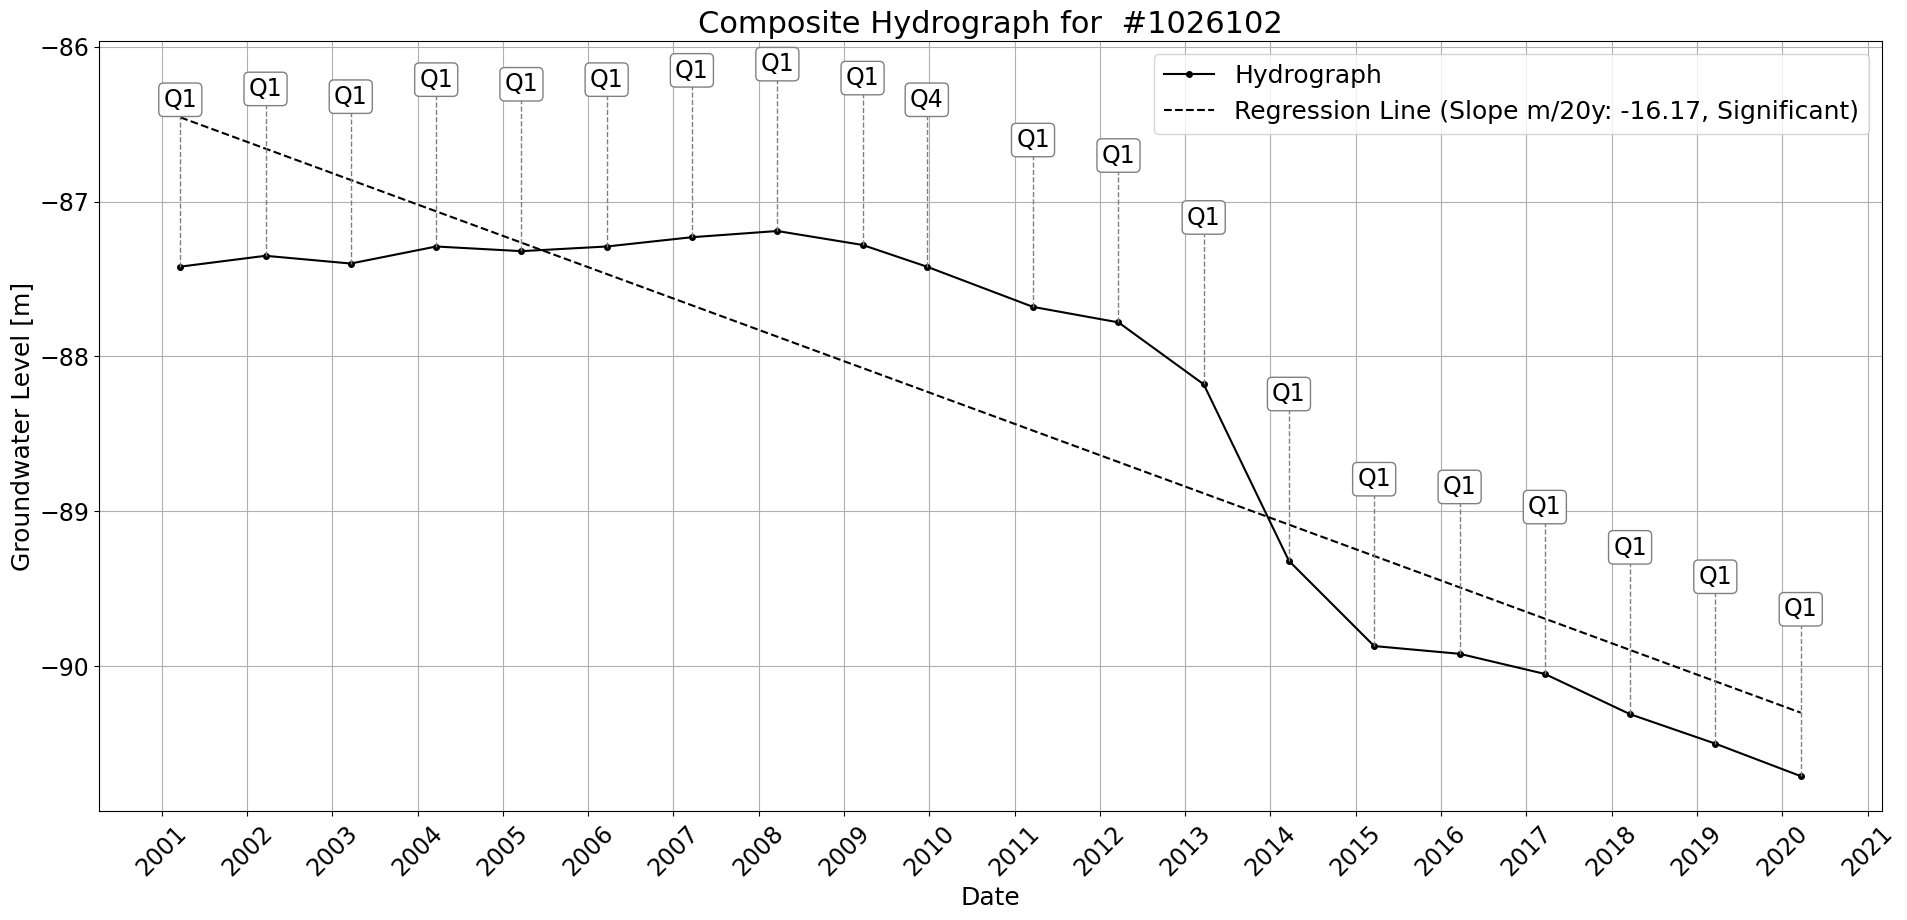 Composite Hydrograph for  #1026102
Hydrograph
Regression Line (Slope m/20y: -16.17, Significant)
Groundwater Level [m]
−86
−87
−88
−89
−90
Q1
Q1
Q1
Q1
Q1
Q1
Q1
Q1
Q1
Q4
Q1
Q1
Q1
Q1
Q1
Q1
Q1
Q1
Q1
Q1
2001
2002
2003
2004
2005
2006
2007
2008
2009
2010
2011
2012
2013
2014
2015
2016
2017
2018
2019
2020
2021
Date